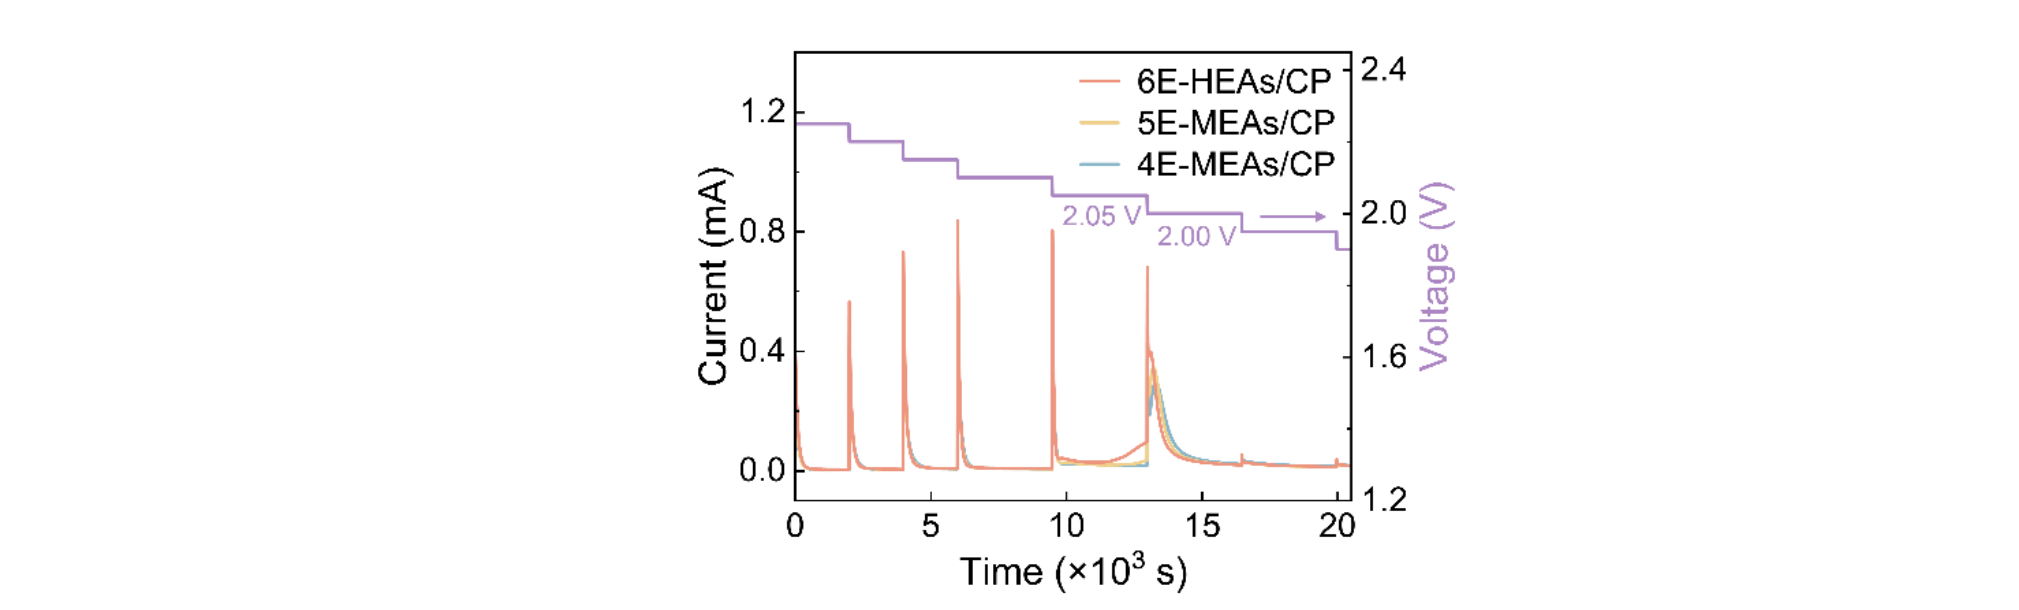 6E-HEAs/CP
5E-MEAs/CP
4E-MEAs/CP
2.05 V
2.00 V
Current (mA)
1.2
0.8
0.4
0.0
Voltage (V)
2.4
2.0
1.6
1.2
0
5
10
15
20
Time (×10³ s)